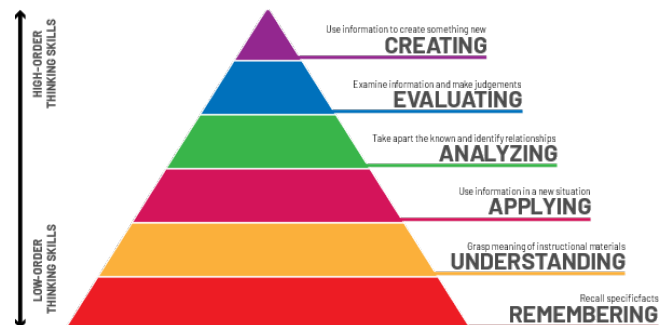 HIGH-ORDER
THINKING SKILLS
Use information to create something new
CREATING
Examine information and make judgements
EVALUATING
Take apart the known and identify relationships
ANALYZING
Use information in a new situation
APPLYING
LOW-ORDER
THINKING SKILLS
Grasp meaning of instructional materials
UNDERSTANDING
Recall specificfacts
REMEMBERING